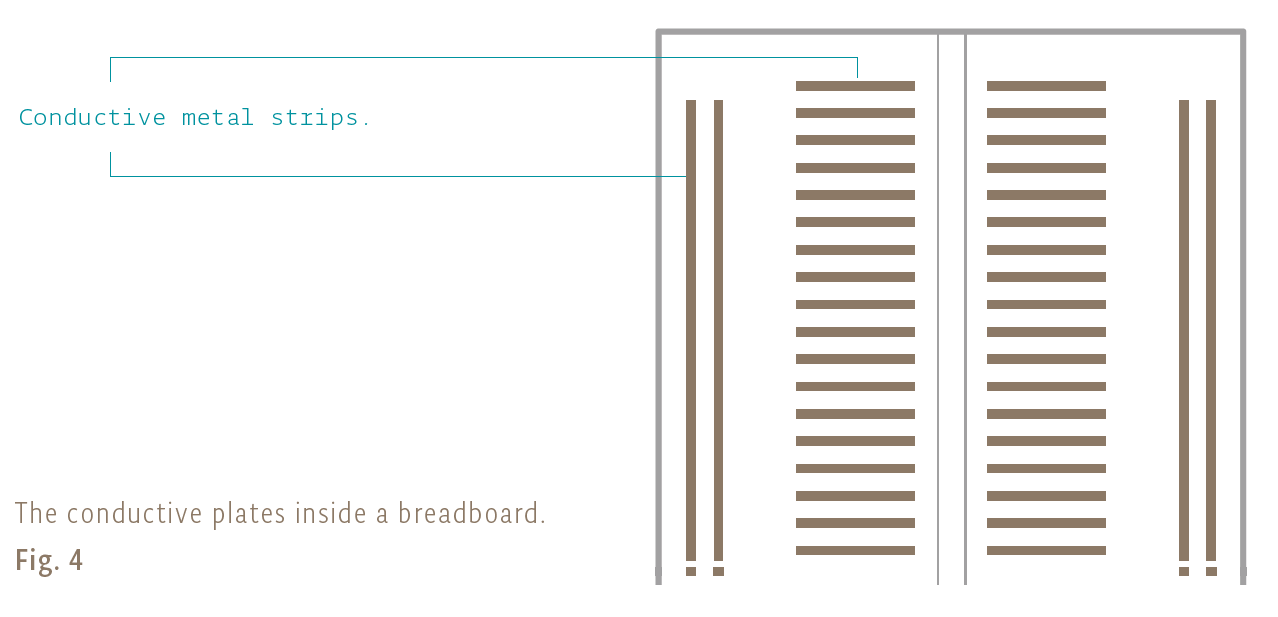 Conductive metal strips.
The conductive plates inside a breadboard.
Fig. 4